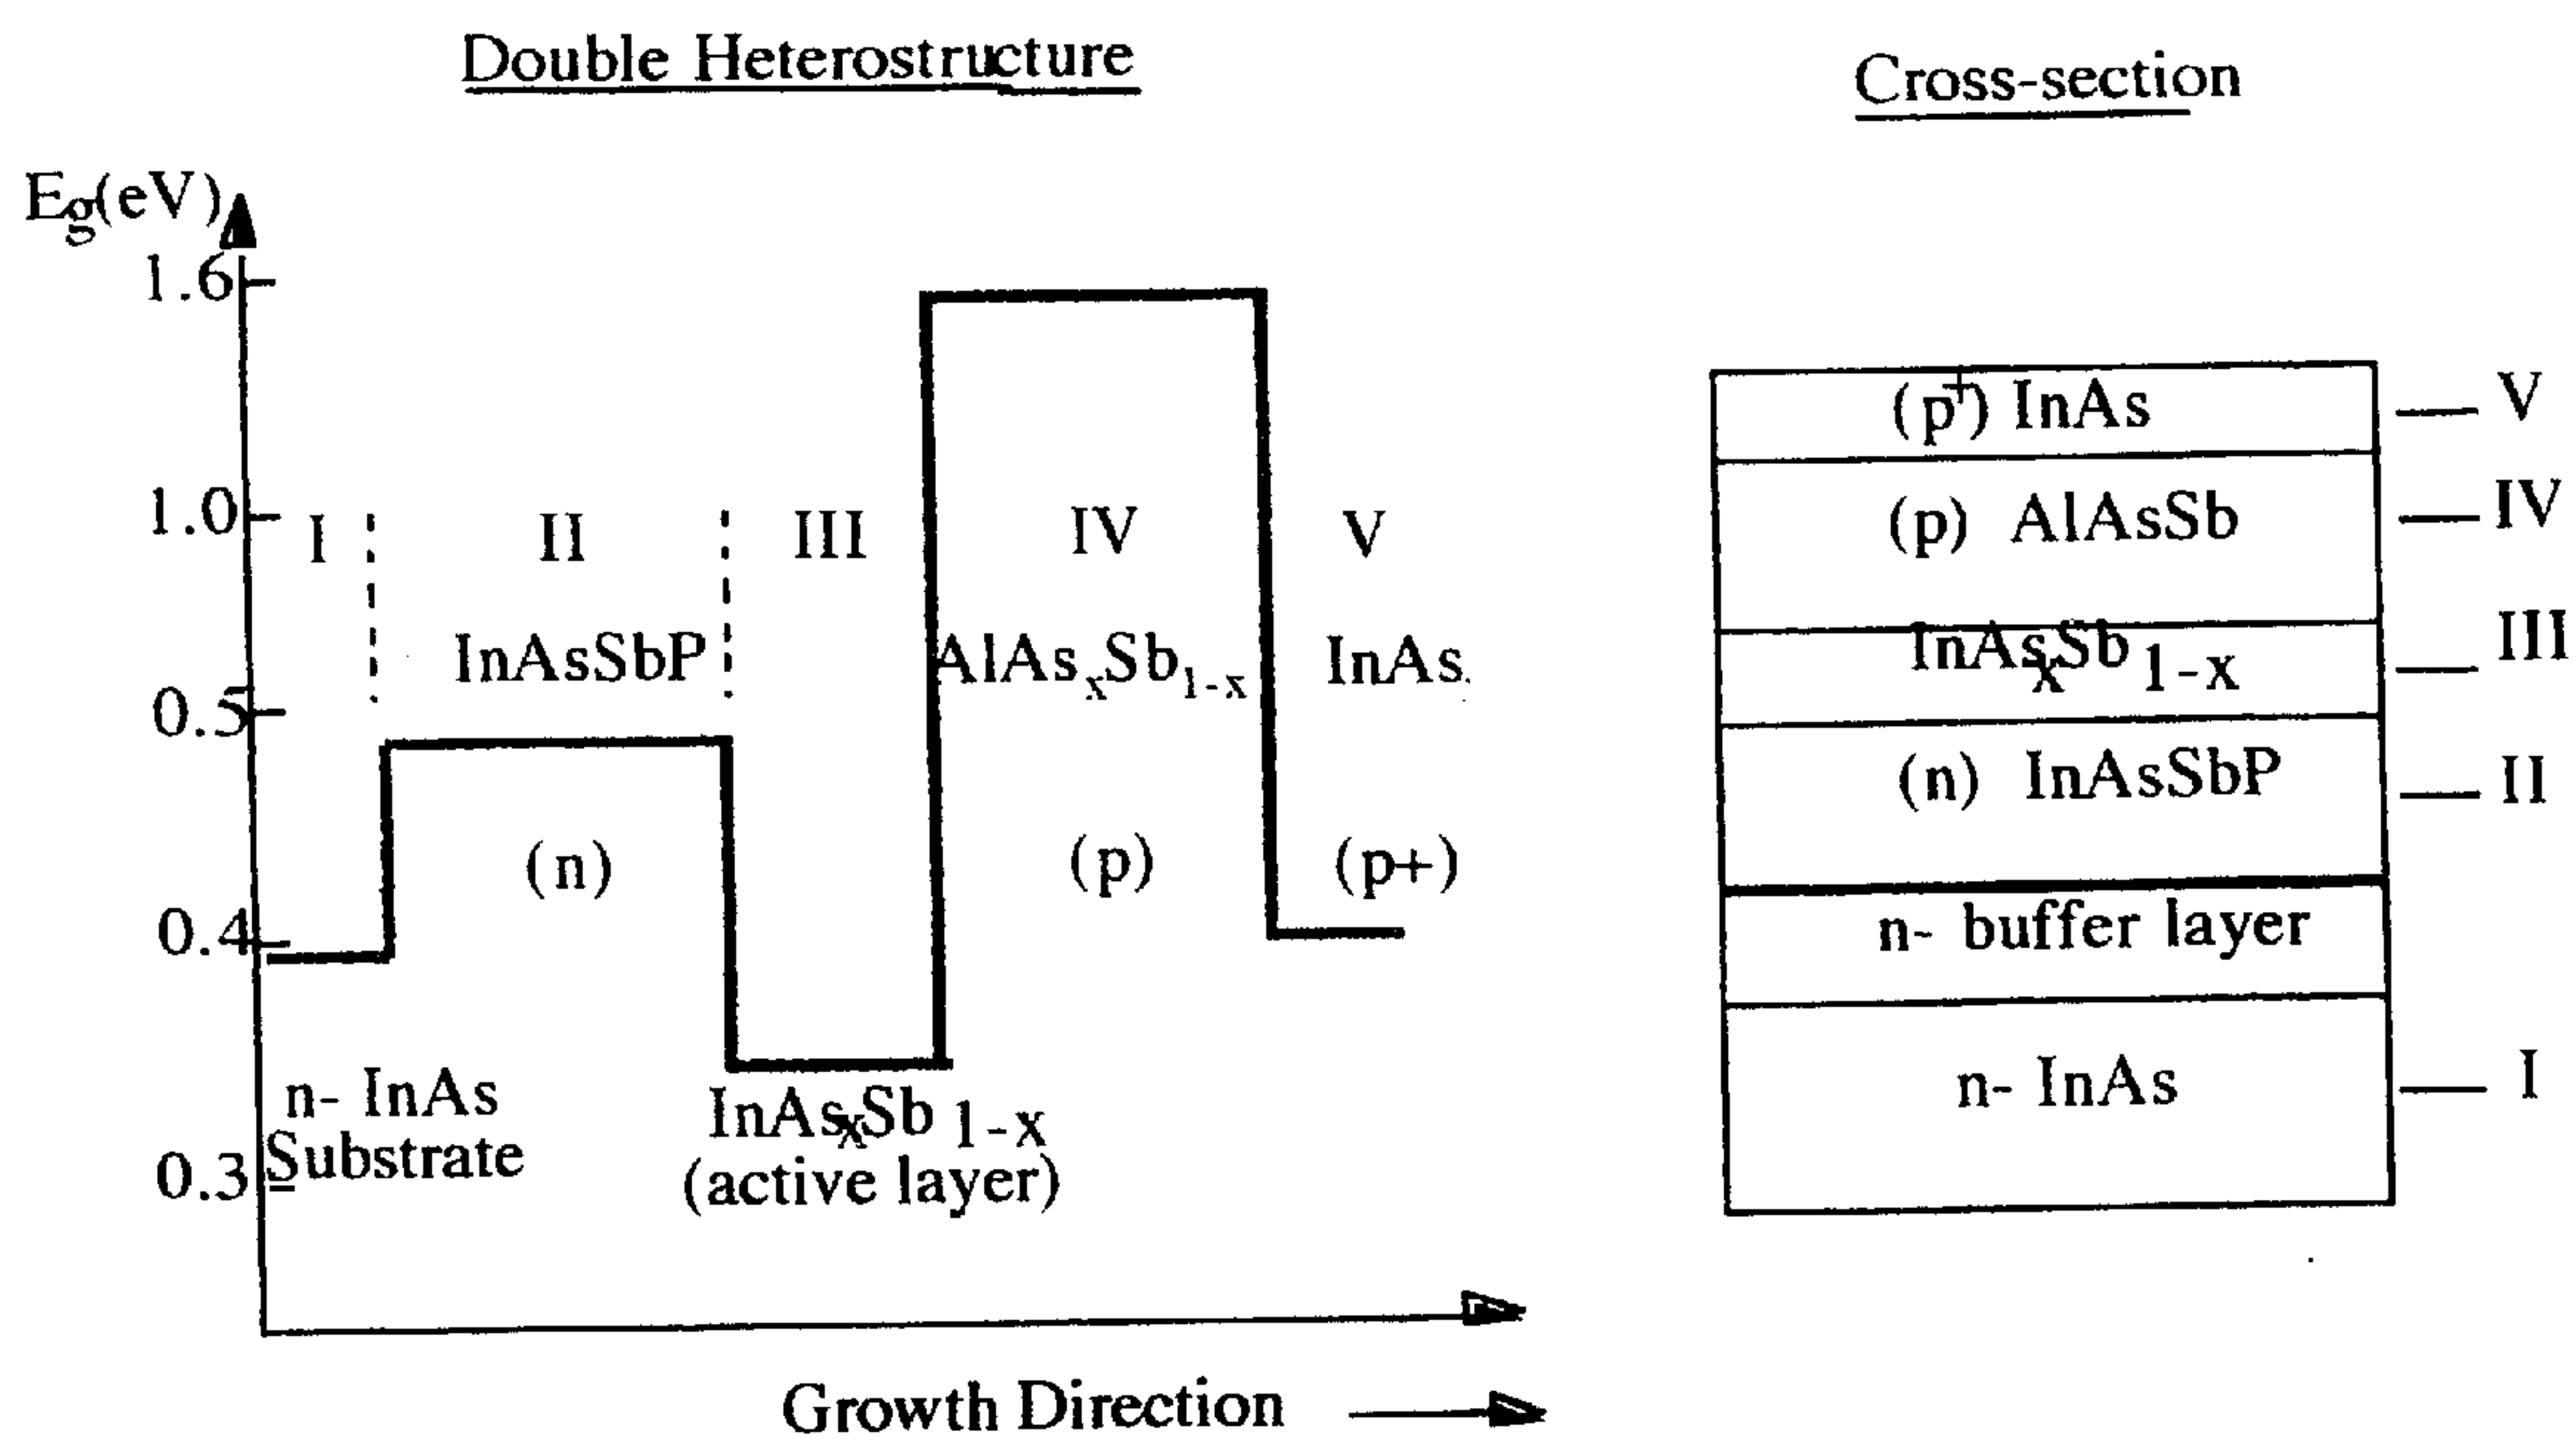 Double Heterostructure
Cross-section
Eg(eV)
1.6
1.0
0.5
0.4
0.3
I
II
III
IV
V
InAsSbP
AlAsxSb1-x
InAs
(n)
(p)
(p+)
n- InAs
Substrate
InAsxSb 1-x
(active layer)
Growth Direction
(p+) InAs
V
(p) AlAsSb
IV
InAsxSb 1-x
III
(n) InAsSbP
II
n- buffer layer
n- InAs
I